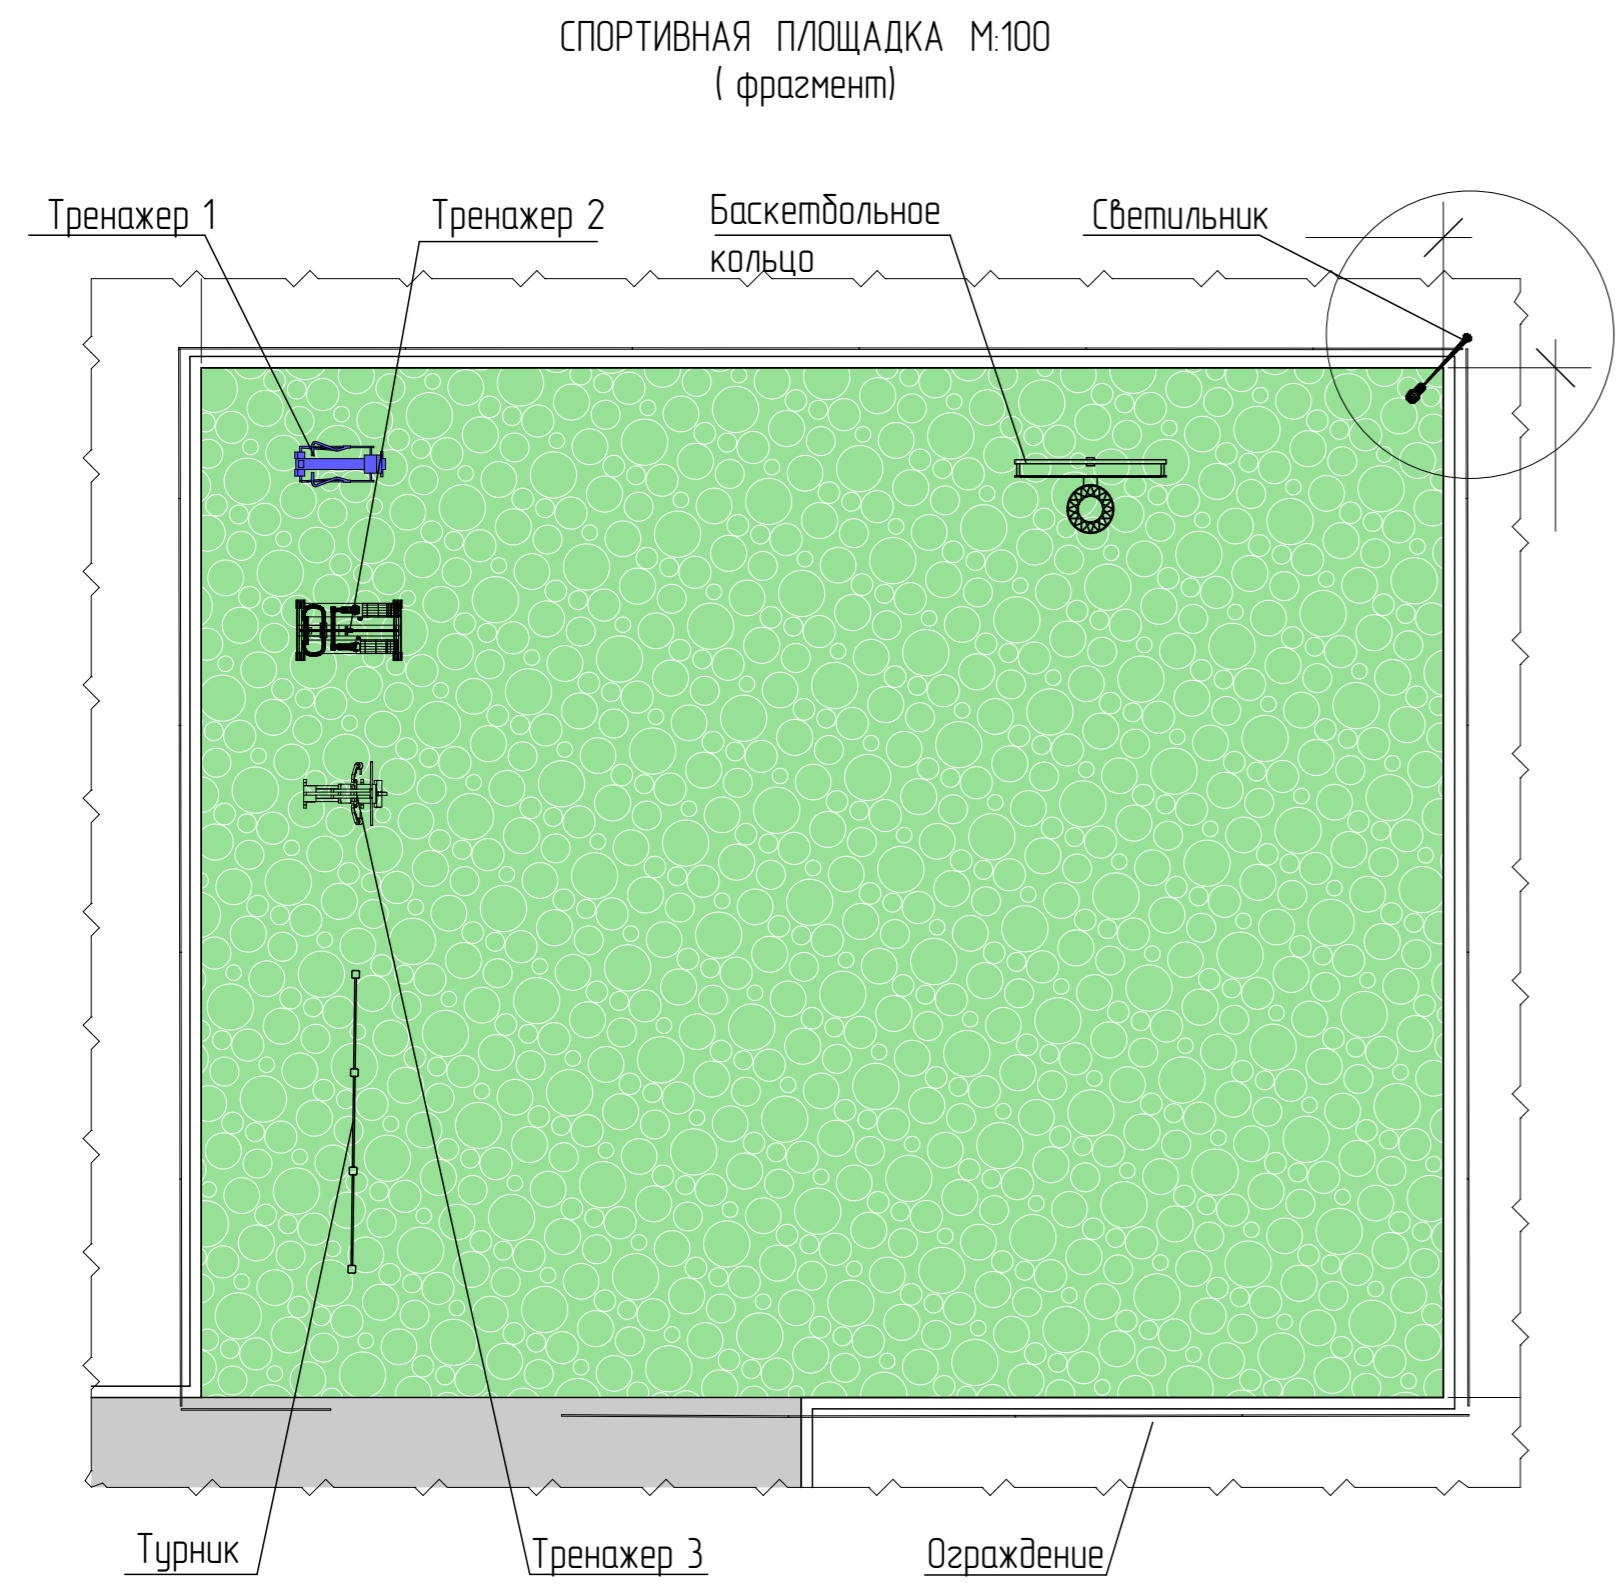 СПОРТИВНАЯ ПЛОЩАДКА М:100
( фрагмент)
Тренажер 1
Тренажер 2
Баскетбольное
кольцо
Светильник
Турник
Тренажер 3
Ограждение